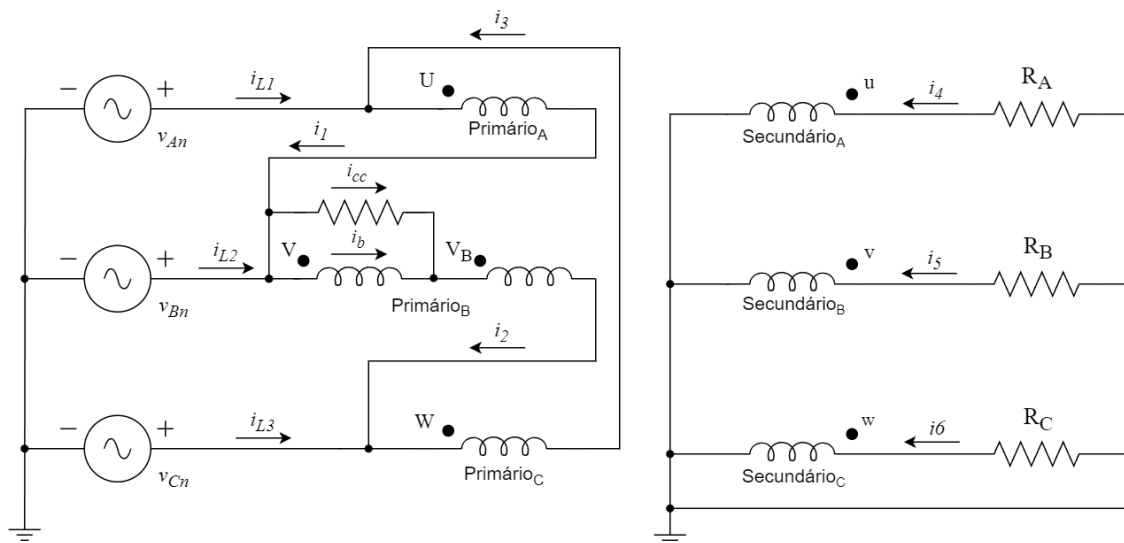 i3
− + iL1 U
PrimárioA
vAn
i1
icc
− + iL2 V ib VB
PrimárioB
vBn
i2
− + iL3 W
PrimárioC
vCn
u i4 RA
SecundárioA
v i5 RB
SecundárioB
w i6 RC
SecundárioC